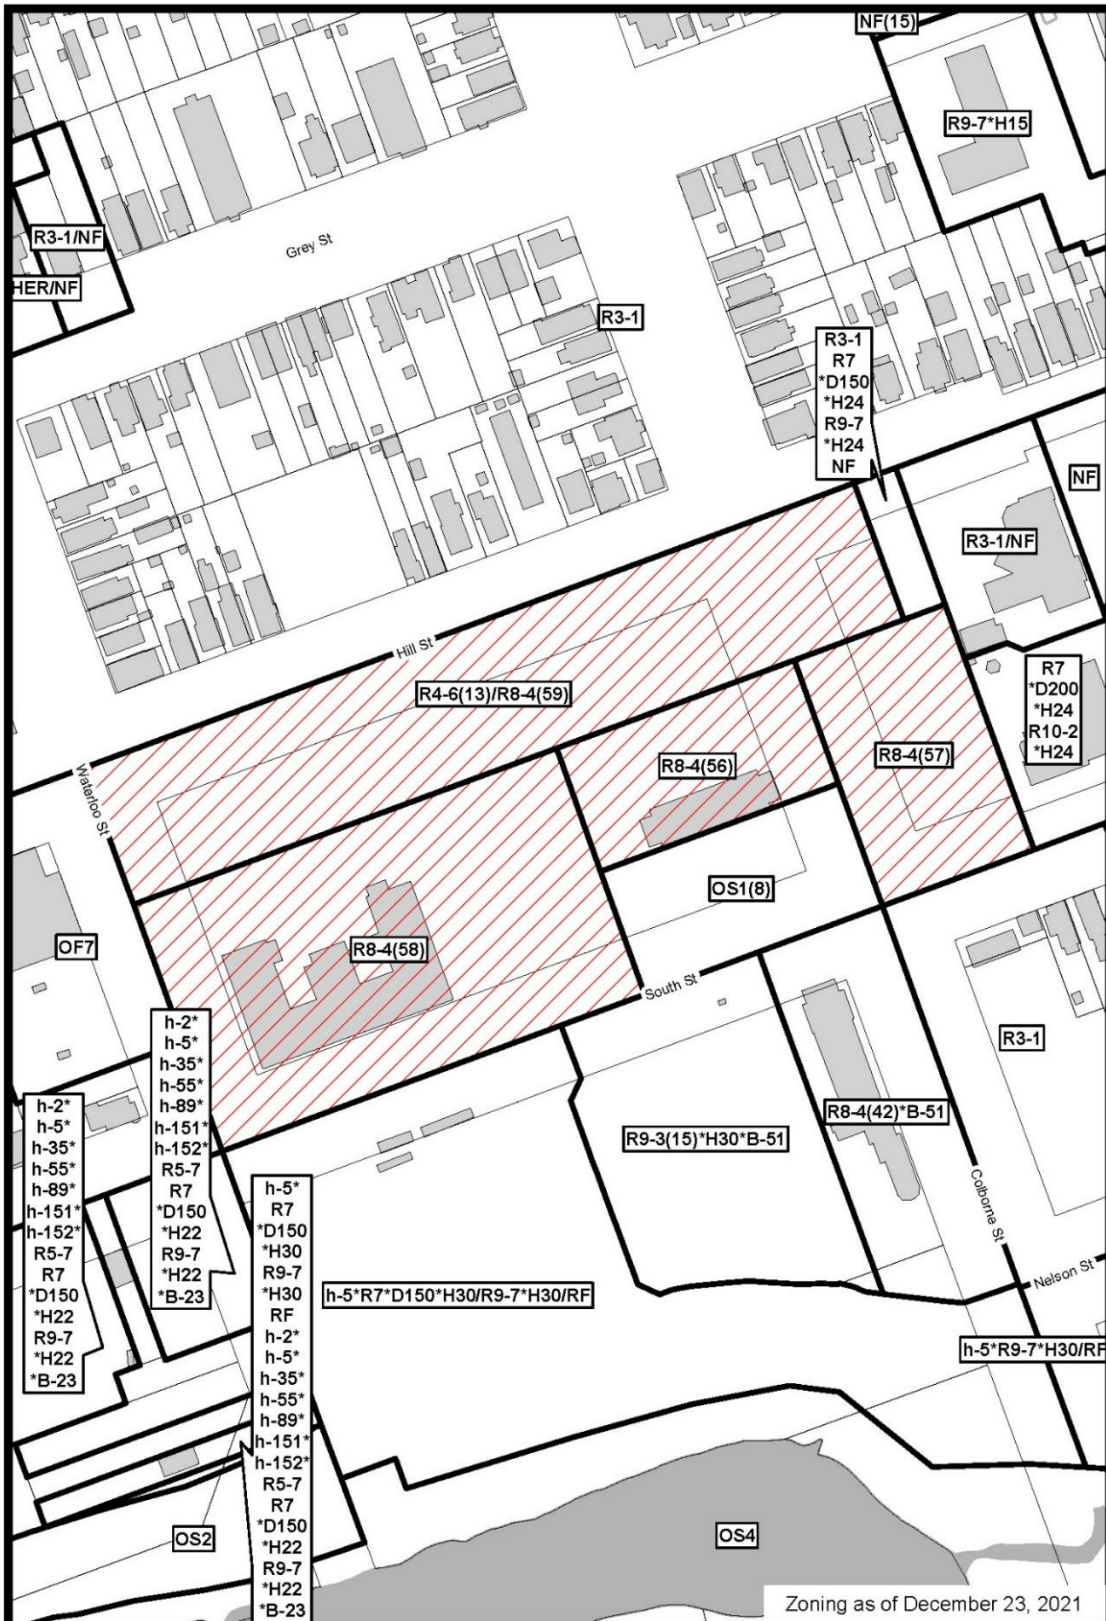 NF(15)
R9-7*H15
R3-1/NF
HER/NF
Grey St
R3-1
R3-1
R7
*D150
*H24
R9-7
*H24
NF
NF
R3-1/NF
Hill St
R4-6(13)/R8-4(59)
R7
*D200
*H24
R10-2
*H24
R8-4(56)
R8-4(57)
Waterloo St
OS1(8)
OF7
R8-4(58)
South St
R3-1
h-2*
h-5*
h-35*
h-55*
h-89*
h-151*
h-152*
R5-7
R7
*D150
*H22
R9-7
*H22
*B-23
h-2*
h-5*
h-35*
h-55*
h-89*
h-151*
h-152*
R5-7
R7
*D150
*H22
R9-7
*H22
*B-23
R8-4(42)*B-51
R9-3(15)*H30*B-51
Colborne St
h-5*
R7
*D150
*H30
R9-7
*H30
RF
h-2*
h-5*
h-35*
h-55*
h-89*
h-151*
h-152*
R5-7
R7
*D150
*H22
R9-7
*H22
*B-23
Nelson St
h-5*R7*D150*H30/R9-7*H30/RF
h-5*R9-7*H30/RF
OS2
OS4
Zoning as of December 23, 2021